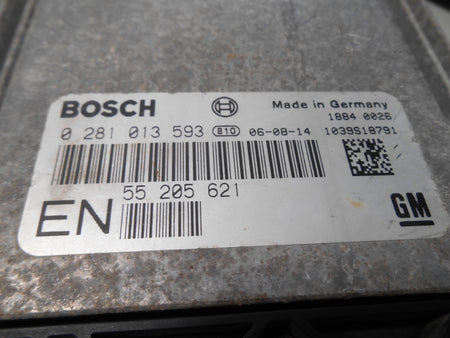 BOSCH Made in Germany
1884 0026
0 281 013 593 810 06-08-14 1039S18791
55 205 621
EN GM